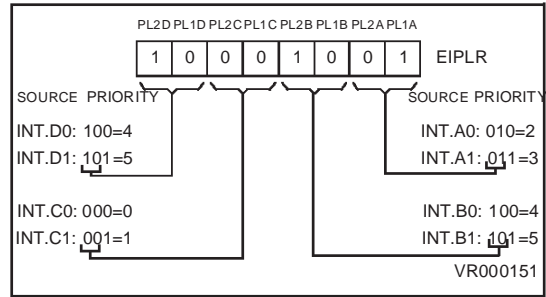 PL2D PL1D PL2C PL1C PL2B PL1B PL2A PL1A
1 0 0 0 1 0 0 1 EIPLR
SOURCE PRIORITY SOURCE PRIORITY
INT.D0: 100=4 INT.A0: 010=2
INT.D1: 101=5 INT.A1: 011=3
INT.C0: 000=0 INT.B0: 100=4
INT.C1: 001=1 INT.B1: 101=5
VR000151